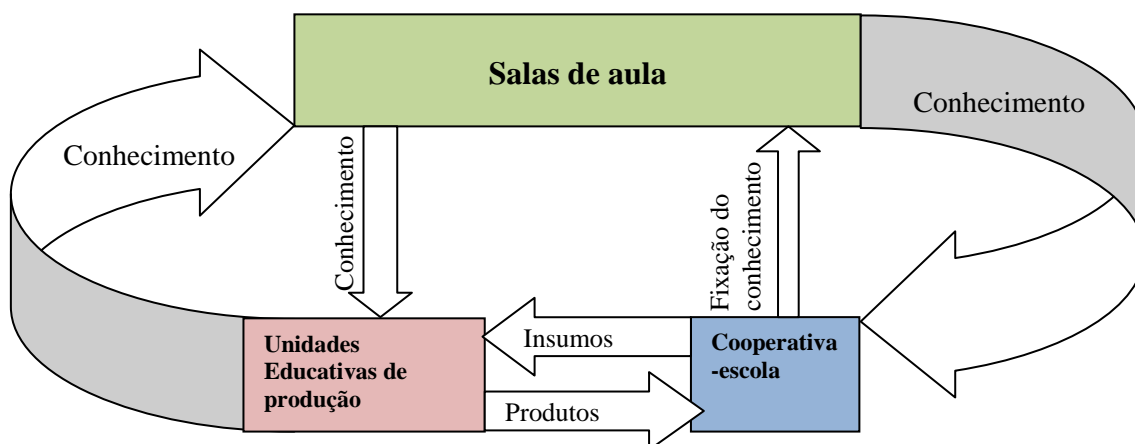 Salas de aula
Conhecimento
Conhecimento
Conhecimento
Fixação do
conhecimento
Insumos
Produtos
Unidades
Educativas de
produção
Cooperativa
-escola